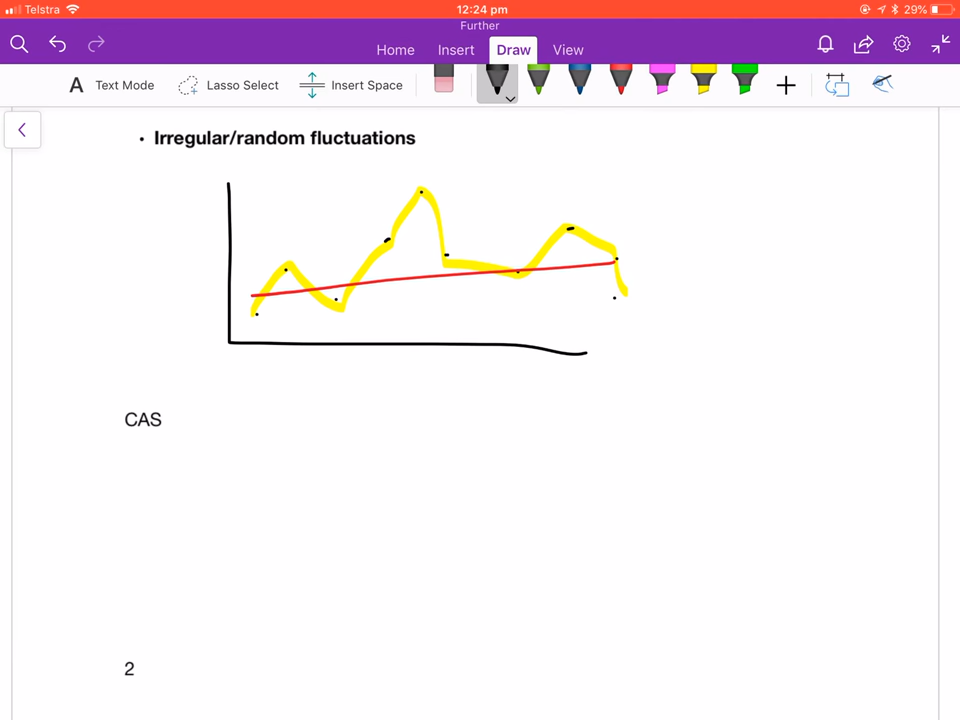 Telstra 12:24 pm 29%
Further
Home Insert Draw View
A Text Mode Lasso Select Insert Space
• Irregular/random fluctuations
CAS
2